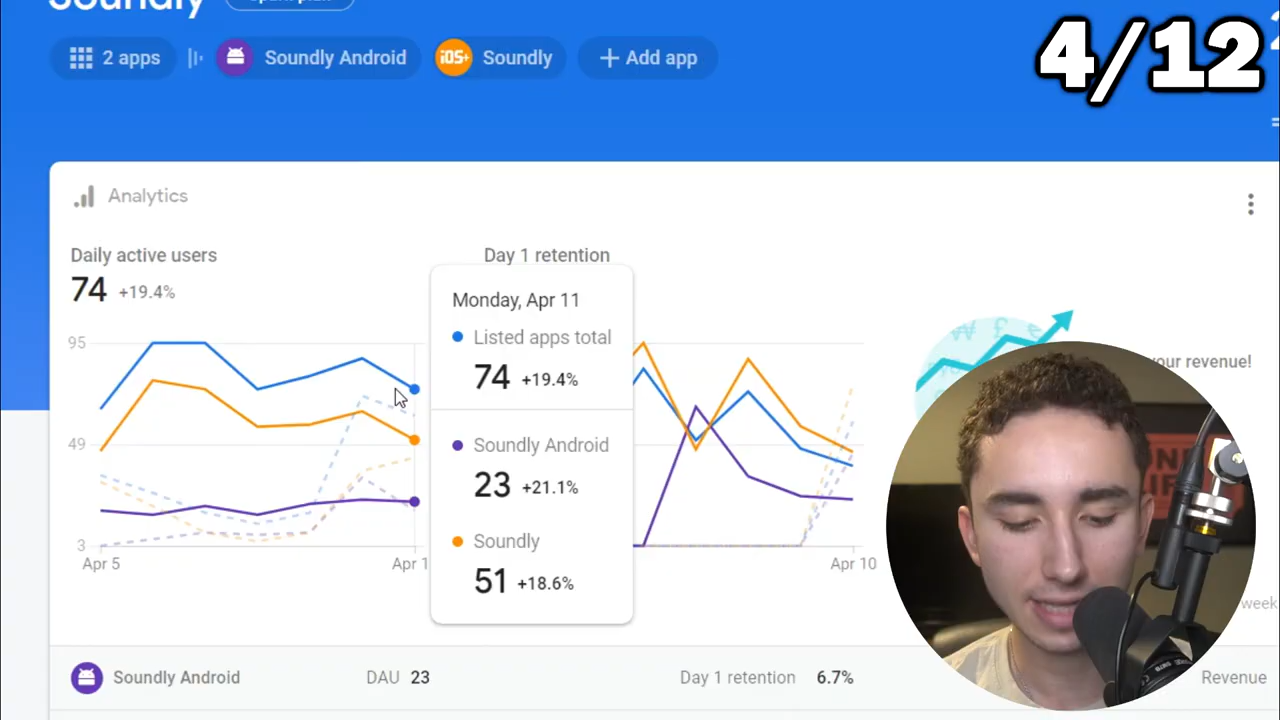 Soundly
4/12
2 apps
Soundly Android
iOS+
Soundly
+ Add app
Analytics
Daily active users
74 +19.4%
Day 1 retention
95
49
3
Apr 5
Apr 1
Monday, Apr 11
Listed apps total
74 +19.4%
Soundly Android
23 +21.1%
Soundly
51 +18.6%
Apr 10
₩ £ €
your revenue!
week
Soundly Android
DAU 23
Day 1 retention 6.7%
Revenue